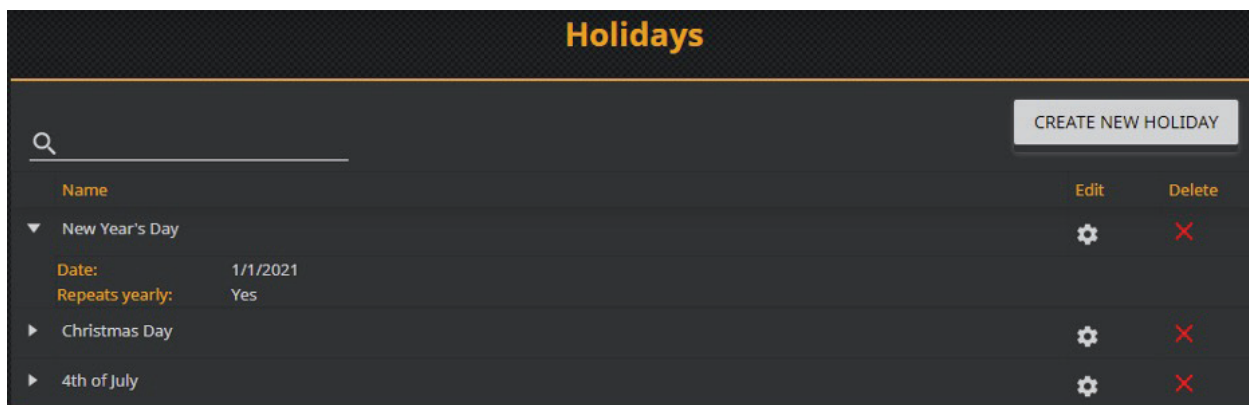 Holidays
CREATE NEW HOLIDAY
Name Edit Delete
New Year's Day
Date: 1/1/2021
Repeats yearly: Yes
Christmas Day
4th of July